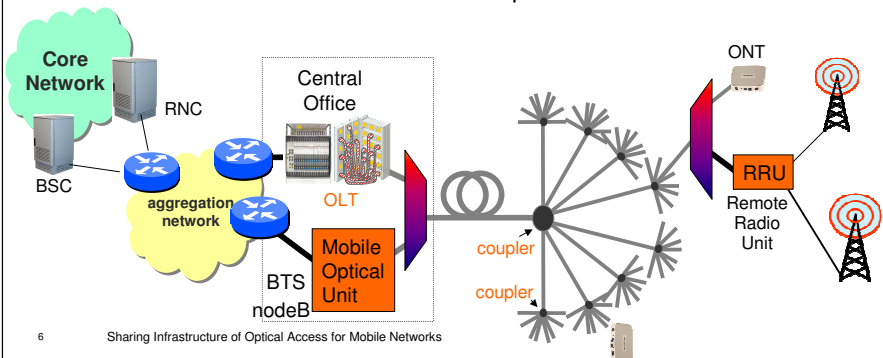 Core
Network
RNC
BSC
aggregation
network
Central
Office
OLT
Mobile
Optical
Unit
BTS
nodeB
coupler
coupler
ONT
RRU
Remote
Radio
Unit
6
Sharing Infrastructure of Optical Access for Mobile Networks